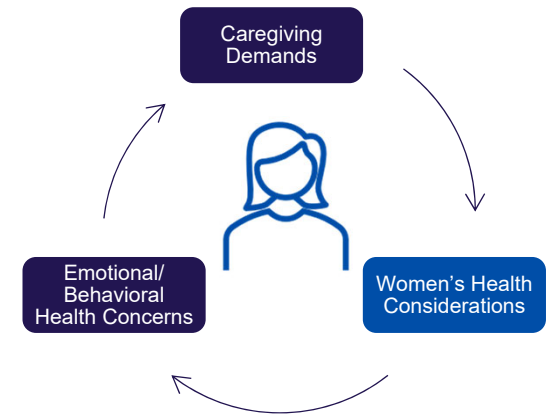 Caregiving
Demands
Emotional/
Behavioral
Health Concerns
Women’s Health
Considerations